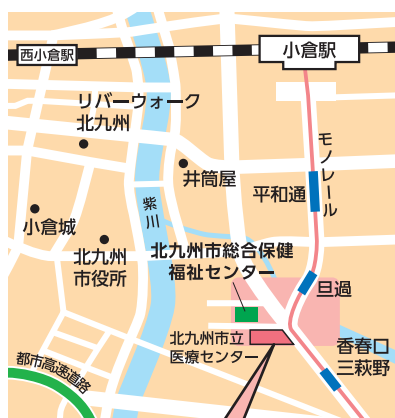 西小倉駅
小倉駅
リバーウォーク
北九州
井筒屋
モノレール
平和通
紫川
小倉城
北九州
市役所
北九州市総合保健
福祉センター
旦過
北九州市立
医療センター
香春口
三萩野
都市高速道路